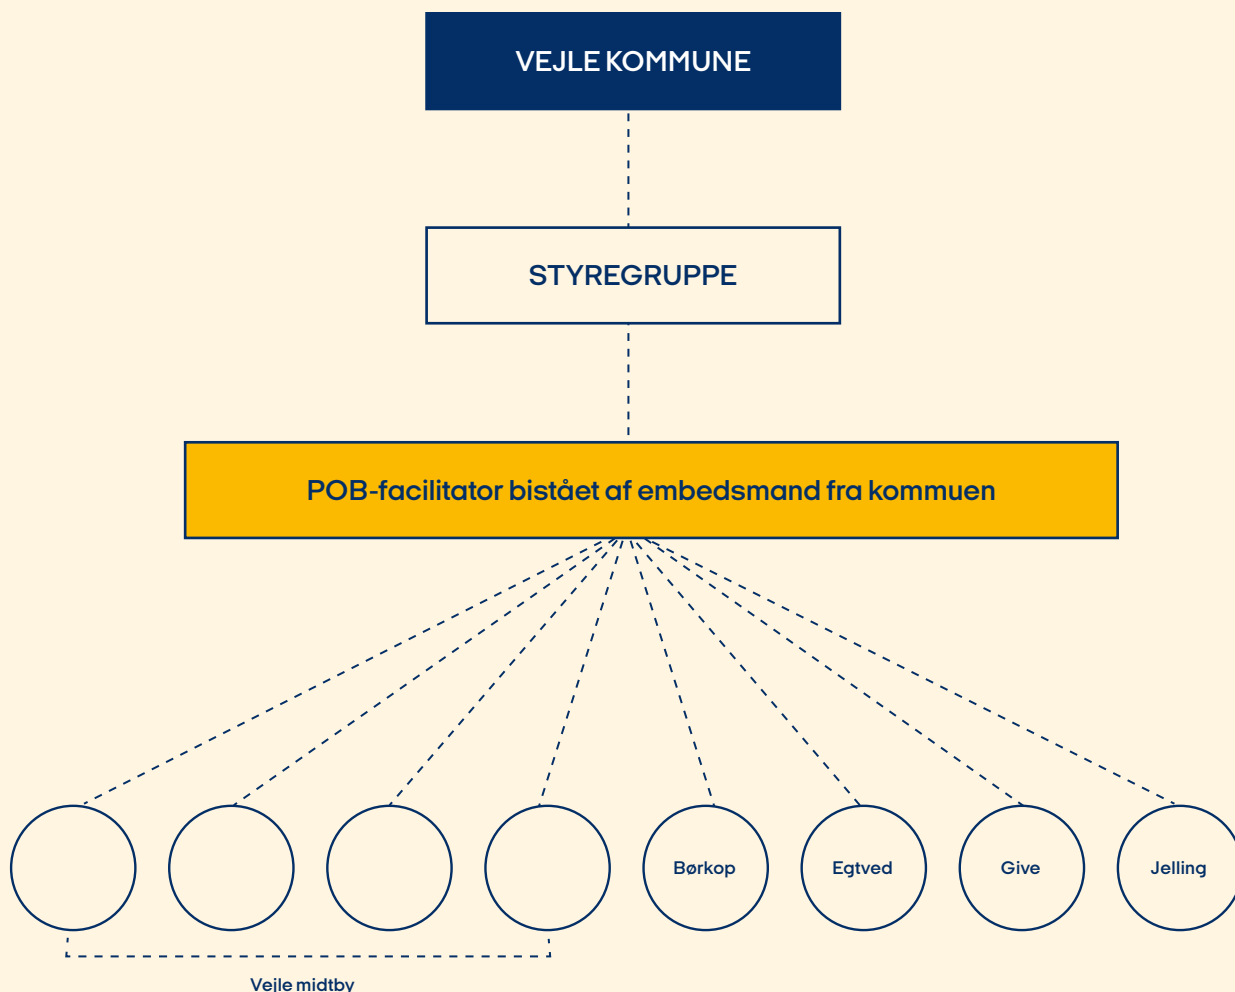 VEJLE KOMMUNE
STYREGRUPPE
POB-facilitator bistået af embedsmand fra kommuen
Børkop
Egtved
Give
Jelling
Vejle midtby